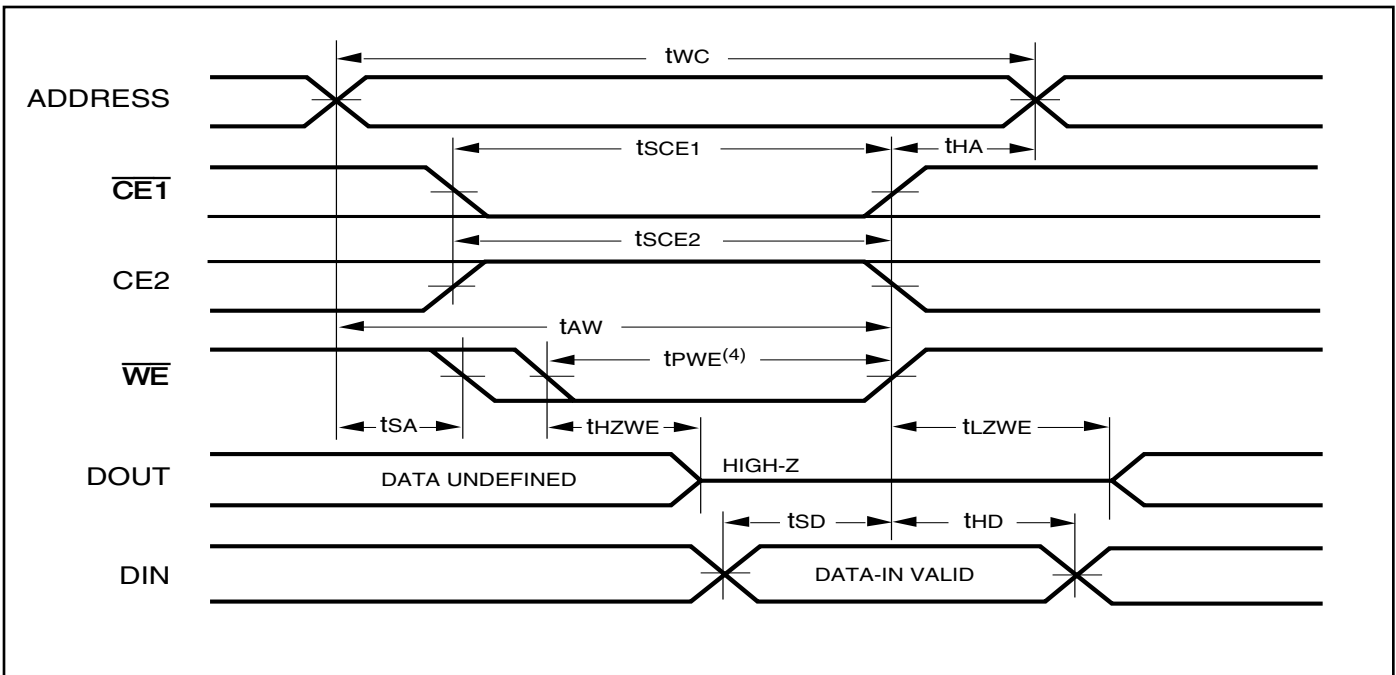 tWC
ADDRESS
tSCE1
tHA
CE1
tSCE2
CE2
tAW
WE
tPWE(4)
tSA
tHZWE
tLZWE
DOUT
DATA UNDEFINED
HIGH-Z
tSD
tHD
DIN
DATA-IN VALID